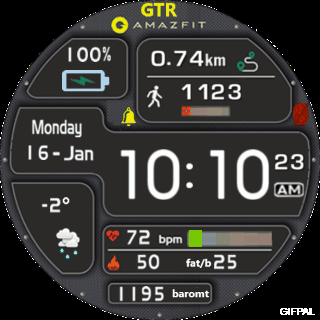 GTR
AMAZFIT
100%
0.74km
1123
Monday
16-Jan
10:10 23
AM
-2°
72 bpm
50 fat/b 25
1195 baromt
GIFPAL